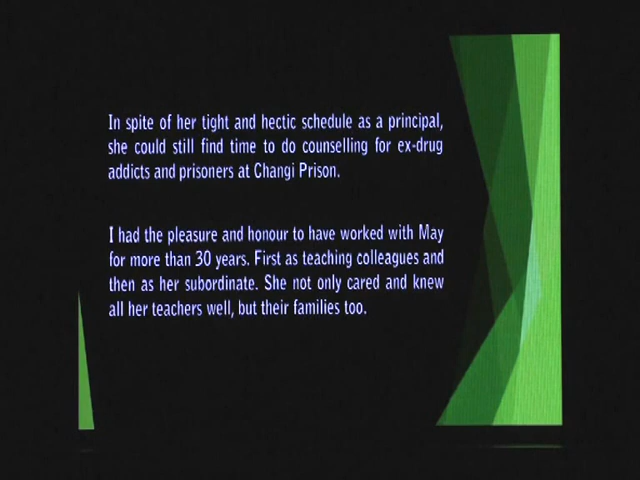 In spite of her tight and hectic schedule as a principal,
she could still find time to do counselling for ex-drug
addicts and prisoners at Changi Prison.
I had the pleasure and honour to have worked with May
for more than 30 years. First as teaching colleagues and
then as her subordinate. She not only cared and knew
all her teachers well, but their families too.